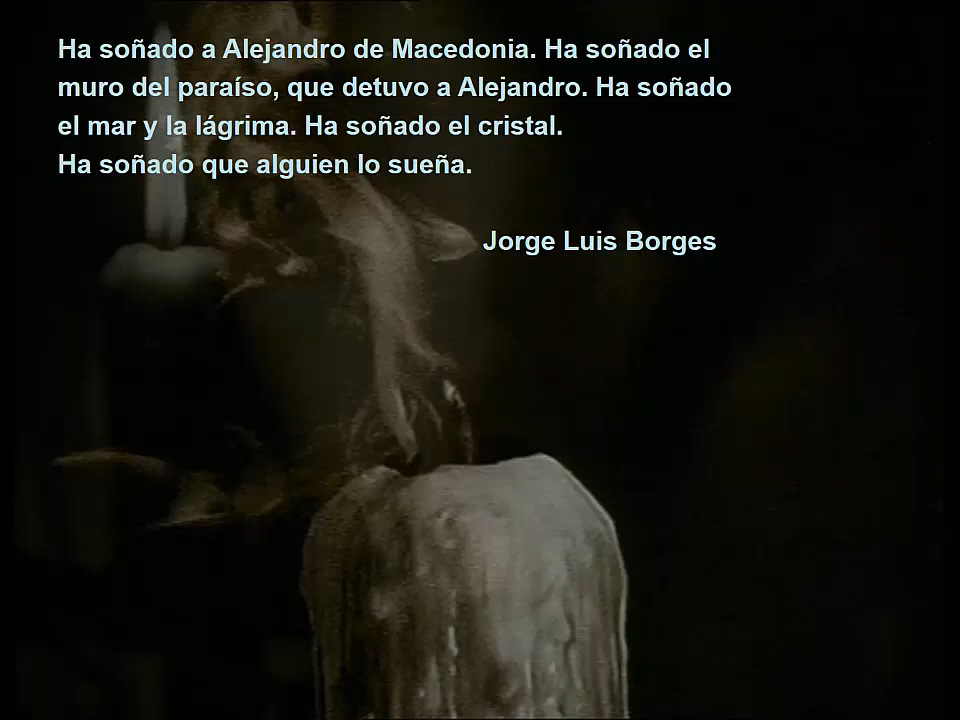 Ha soñado a Alejandro de Macedonia. Ha soñado el
muro del paraíso, que detuvo a Alejandro. Ha soñado
el mar y la lágrima. Ha soñado el cristal.
Ha soñado que alguien lo sueña.
Jorge Luis Borges